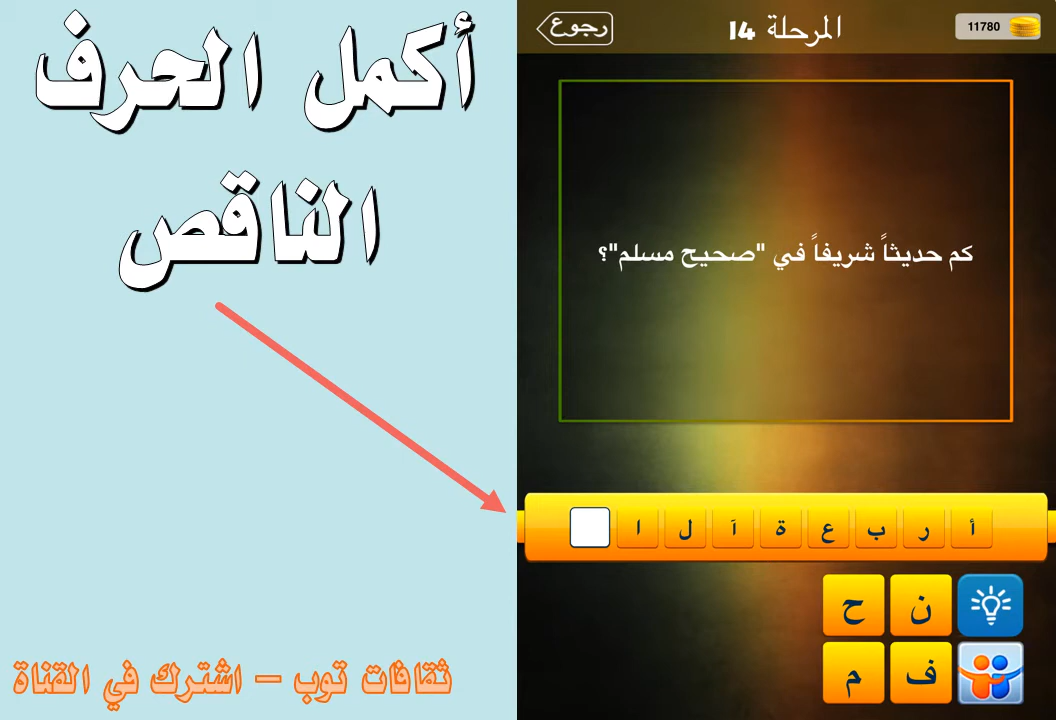 أكمل الحرف
الناقص
ثقافات توب – اشترك في القناة
رجوع
المرحلة 14
11780
كم حديثاً شريفاً في "صحيح مسلم"؟
أ ر ب ع ة آ ل ا
ن ح
ف م